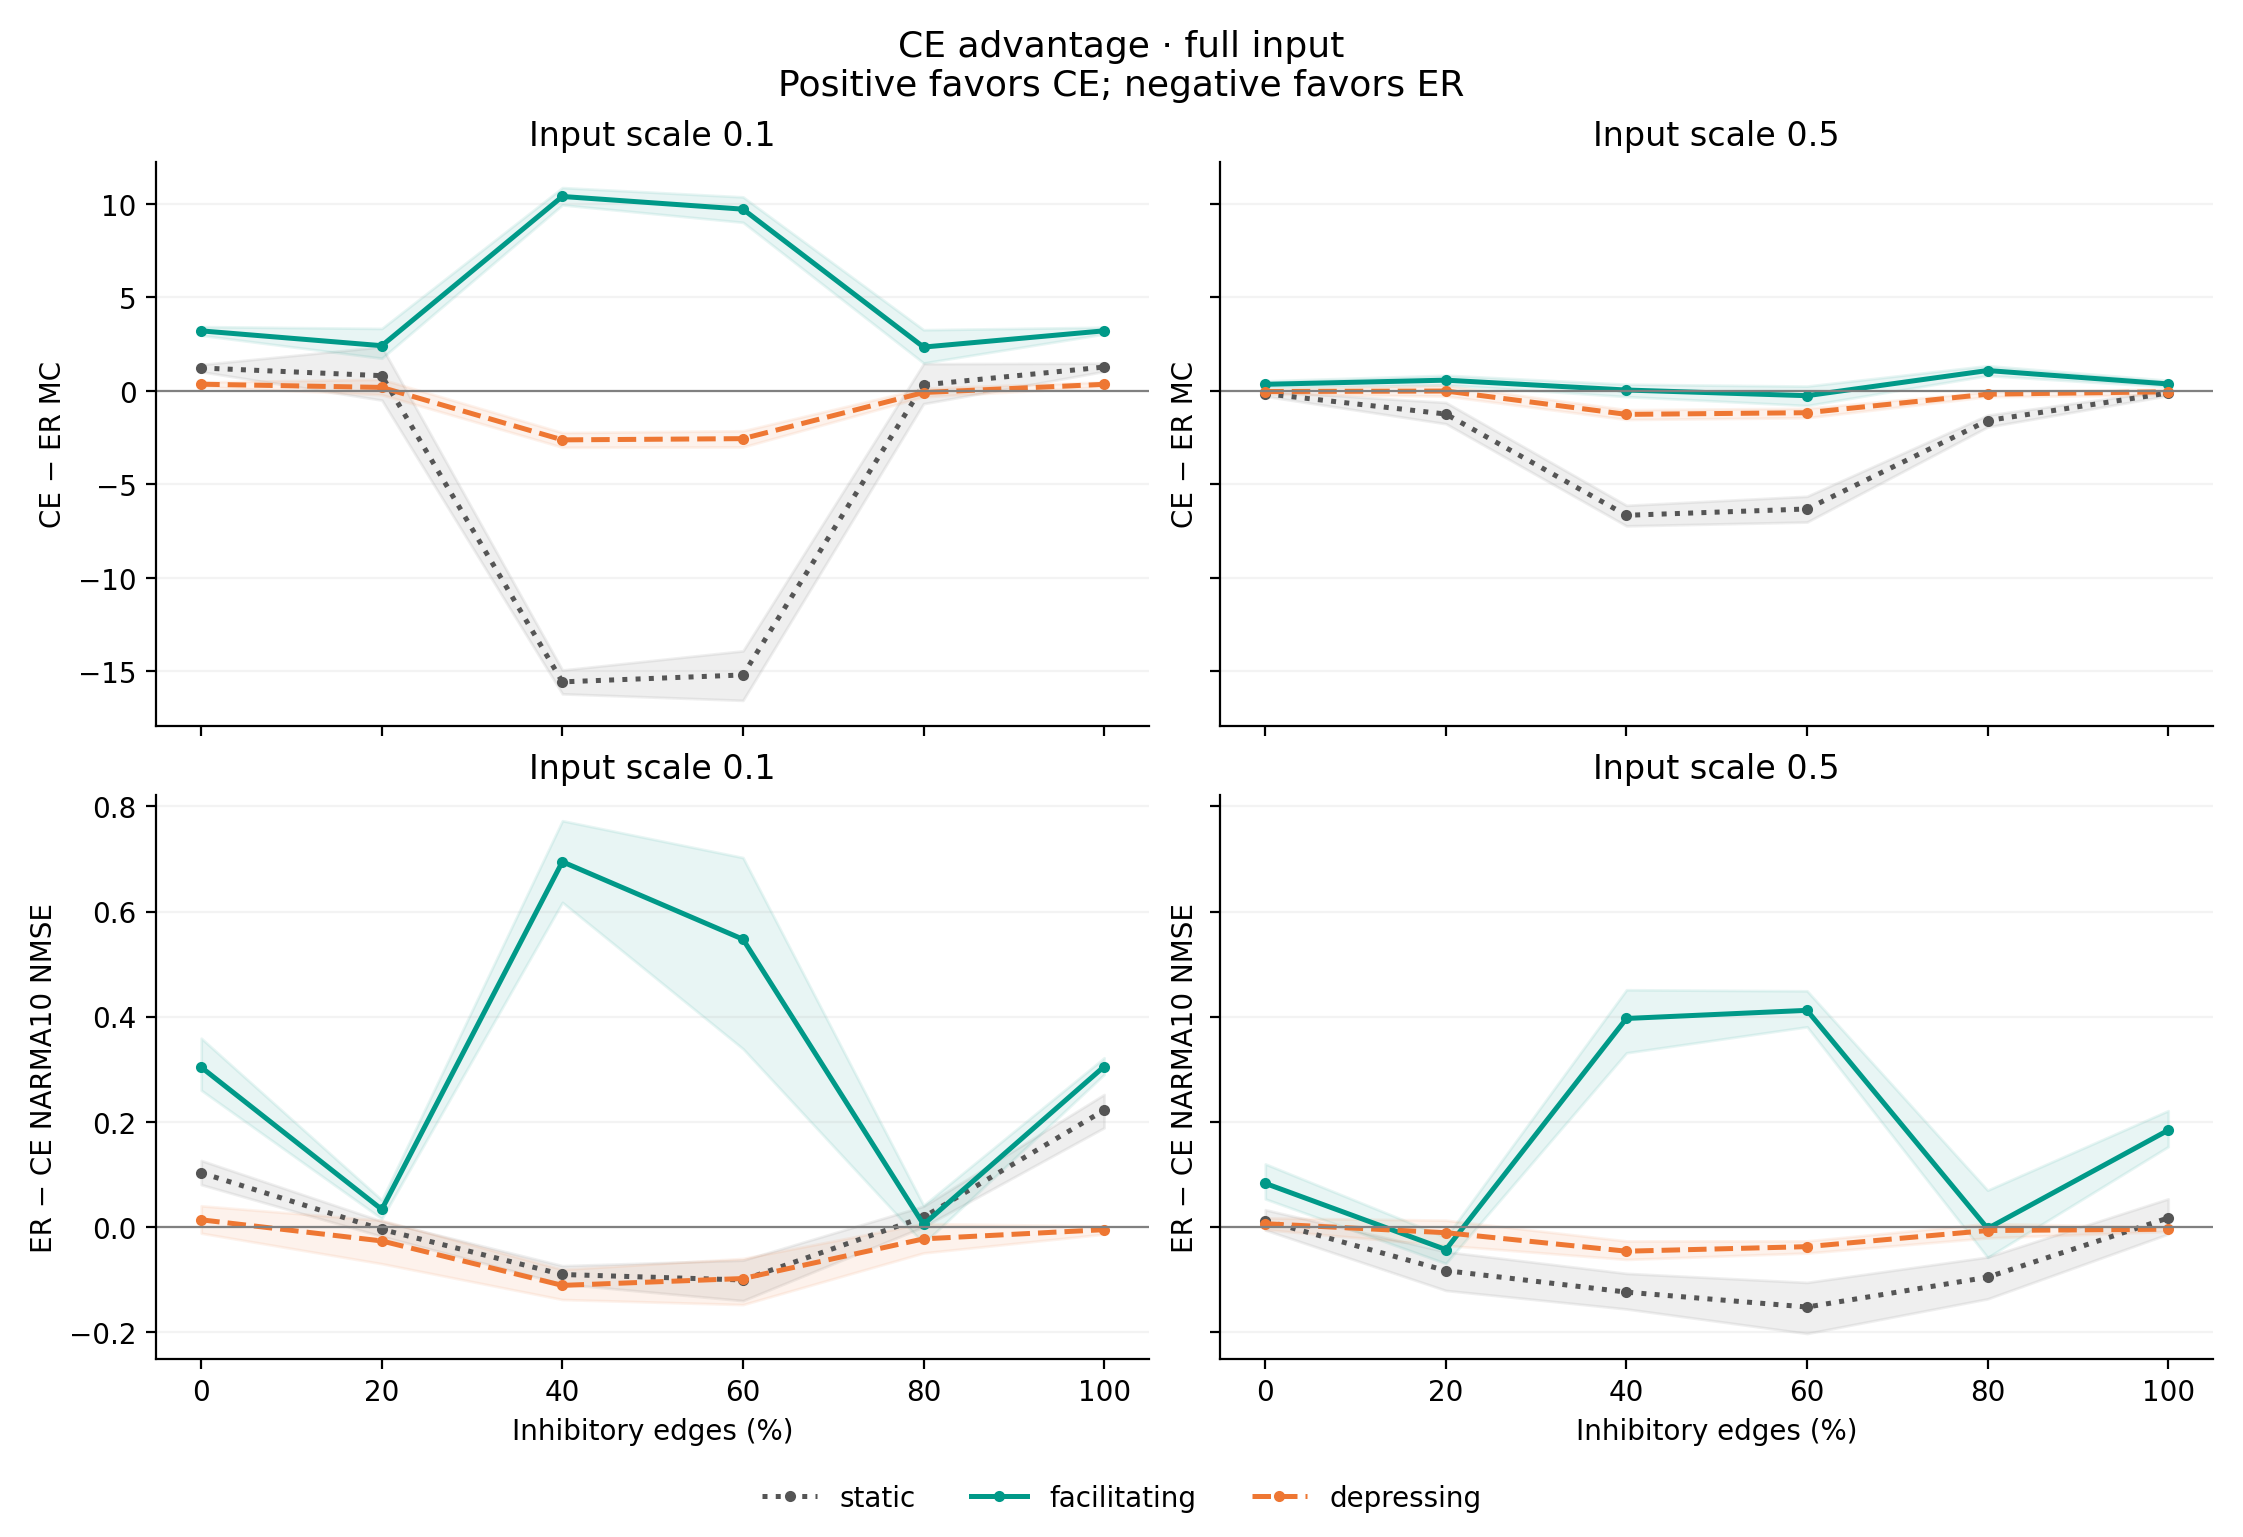 CE advantage · full input
Positive favors CE; negative favors ER
Input scale 0.1
Input scale 0.5
CE − ER MC
10
5
0
−5
−10
−15
CE − ER MC
Input scale 0.1
Input scale 0.5
ER − CE NARMA10 NMSE
0.8
0.6
0.4
0.2
0.0
−0.2
ER − CE NARMA10 NMSE
0 20 40 60 80 100
0 20 40 60 80 100
Inhibitory edges (%)
Inhibitory edges (%)
static facilitating depressing